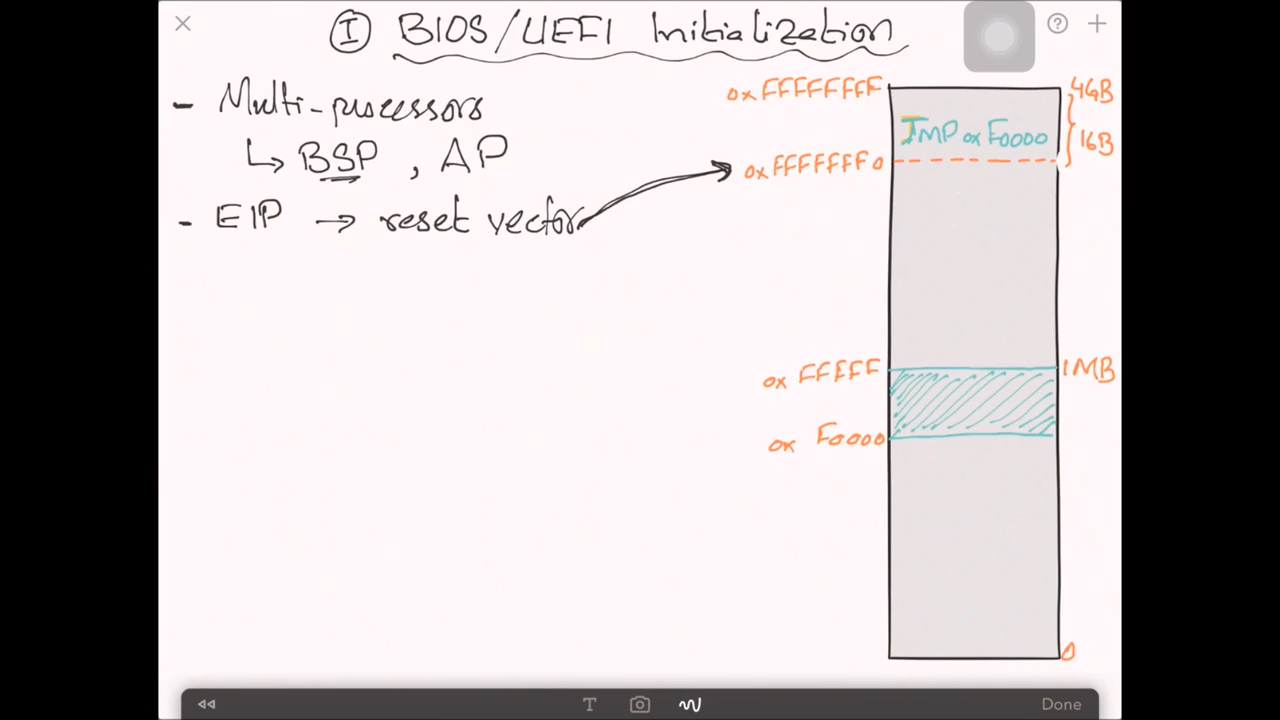 I BIOS/UEFI Initialization
- Multi-processors
↳ BSP, AP
- EIP → reset vector
0xFFFFFFFF
4GB
JMP 0xF0000
16B
0xFFFFFFF0
0xFFFFF
1MB
0xF0000
0
T
Done